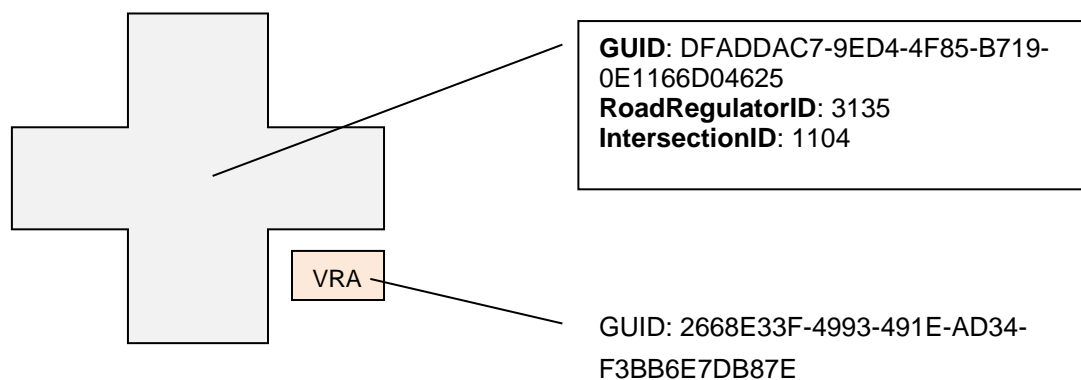 GUID: DFADDAC7-9ED4-4F85-B719-
0E1166D04625
RoadRegulatorID: 3135
IntersectionID: 1104
VRA
GUID: 2668E33F-4993-491E-AD34-
F3BB6E7DB87E